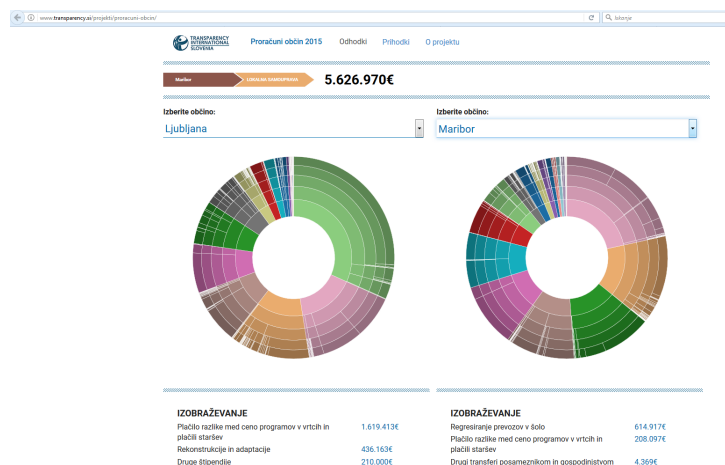 www.transparency.si/projekti/proracuni-obcin/
Iskanje
TRANSPARENCY
INTERNATIONAL
SLOVENIA
Proračuni občin 2015 Odhodki Prihodki O projektu
Maribor LOKALNA SAMOUPRAVA 5.626.970€
Izberite občino: Izberite občino:
Ljubljana Maribor
IZOBRAŽEVANJE
Plačilo razlike med ceno programov v vrtcih in 1.619.413€
plačili staršev
Rekonstrukcije in adaptacije 436.163€
Druge štipendije 210.000€
IZOBRAŽEVANJE
Regresiranje prevozov v šolo 614.917€
Plačilo razlike med ceno programov v vrtcih in 208.097€
plačili staršev
Drugi transferi posameznikom in gospodinjstvom 4.369€